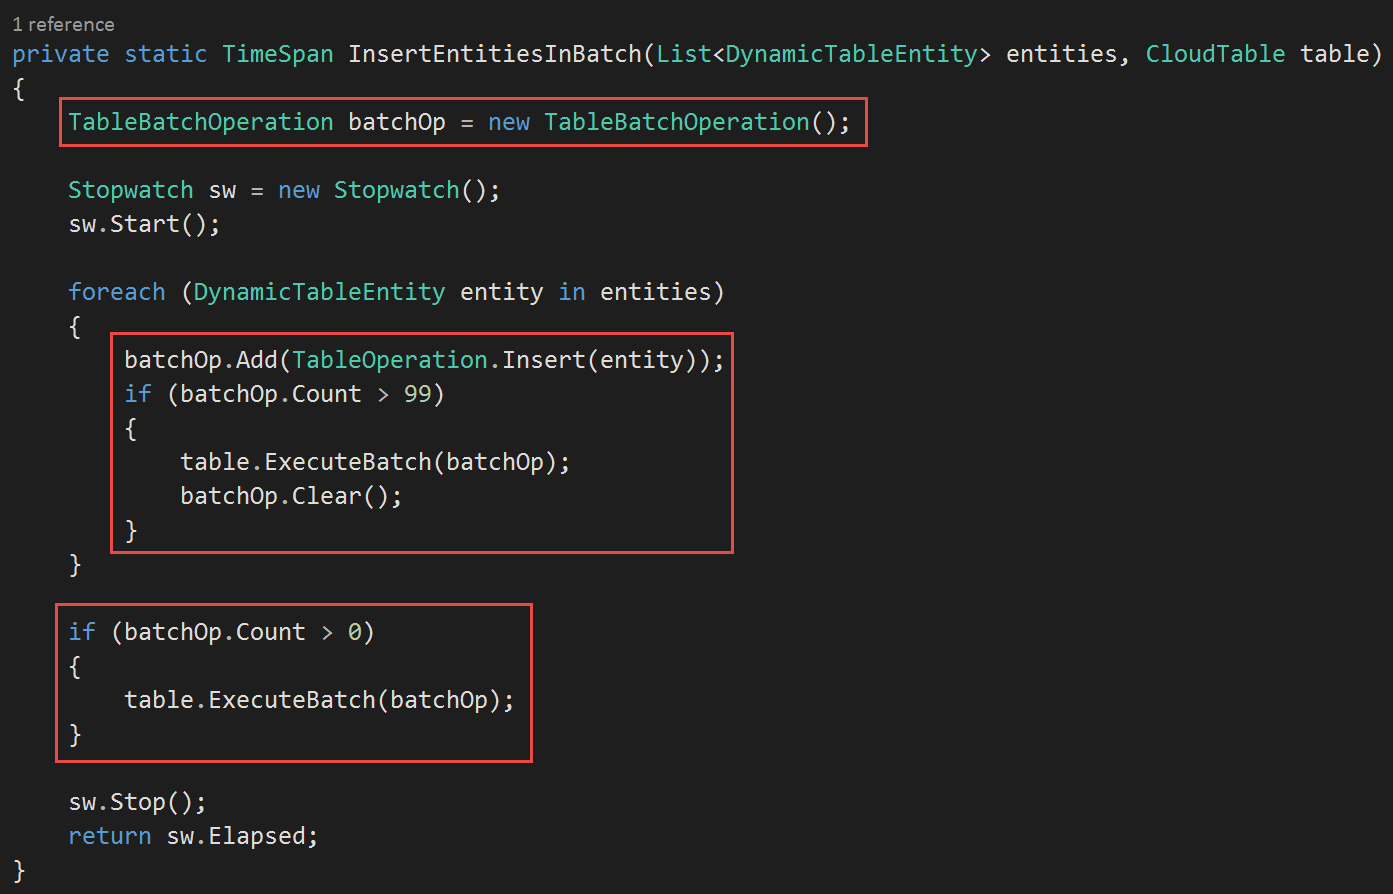 1 reference
private static TimeSpan InsertEntitiesInBatch(List<DynamicTableEntity> entities, CloudTable table)
{
TableBatchOperation batchOp = new TableBatchOperation();
Stopwatch sw = new Stopwatch();
sw.Start();
foreach (DynamicTableEntity entity in entities)
{
batchOp.Add(TableOperation.Insert(entity));
if (batchOp.Count > 99)
{
table.ExecuteBatch(batchOp);
batchOp.Clear();
}
}
if (batchOp.Count > 0)
{
table.ExecuteBatch(batchOp);
}
sw.Stop();
return sw.Elapsed;
}